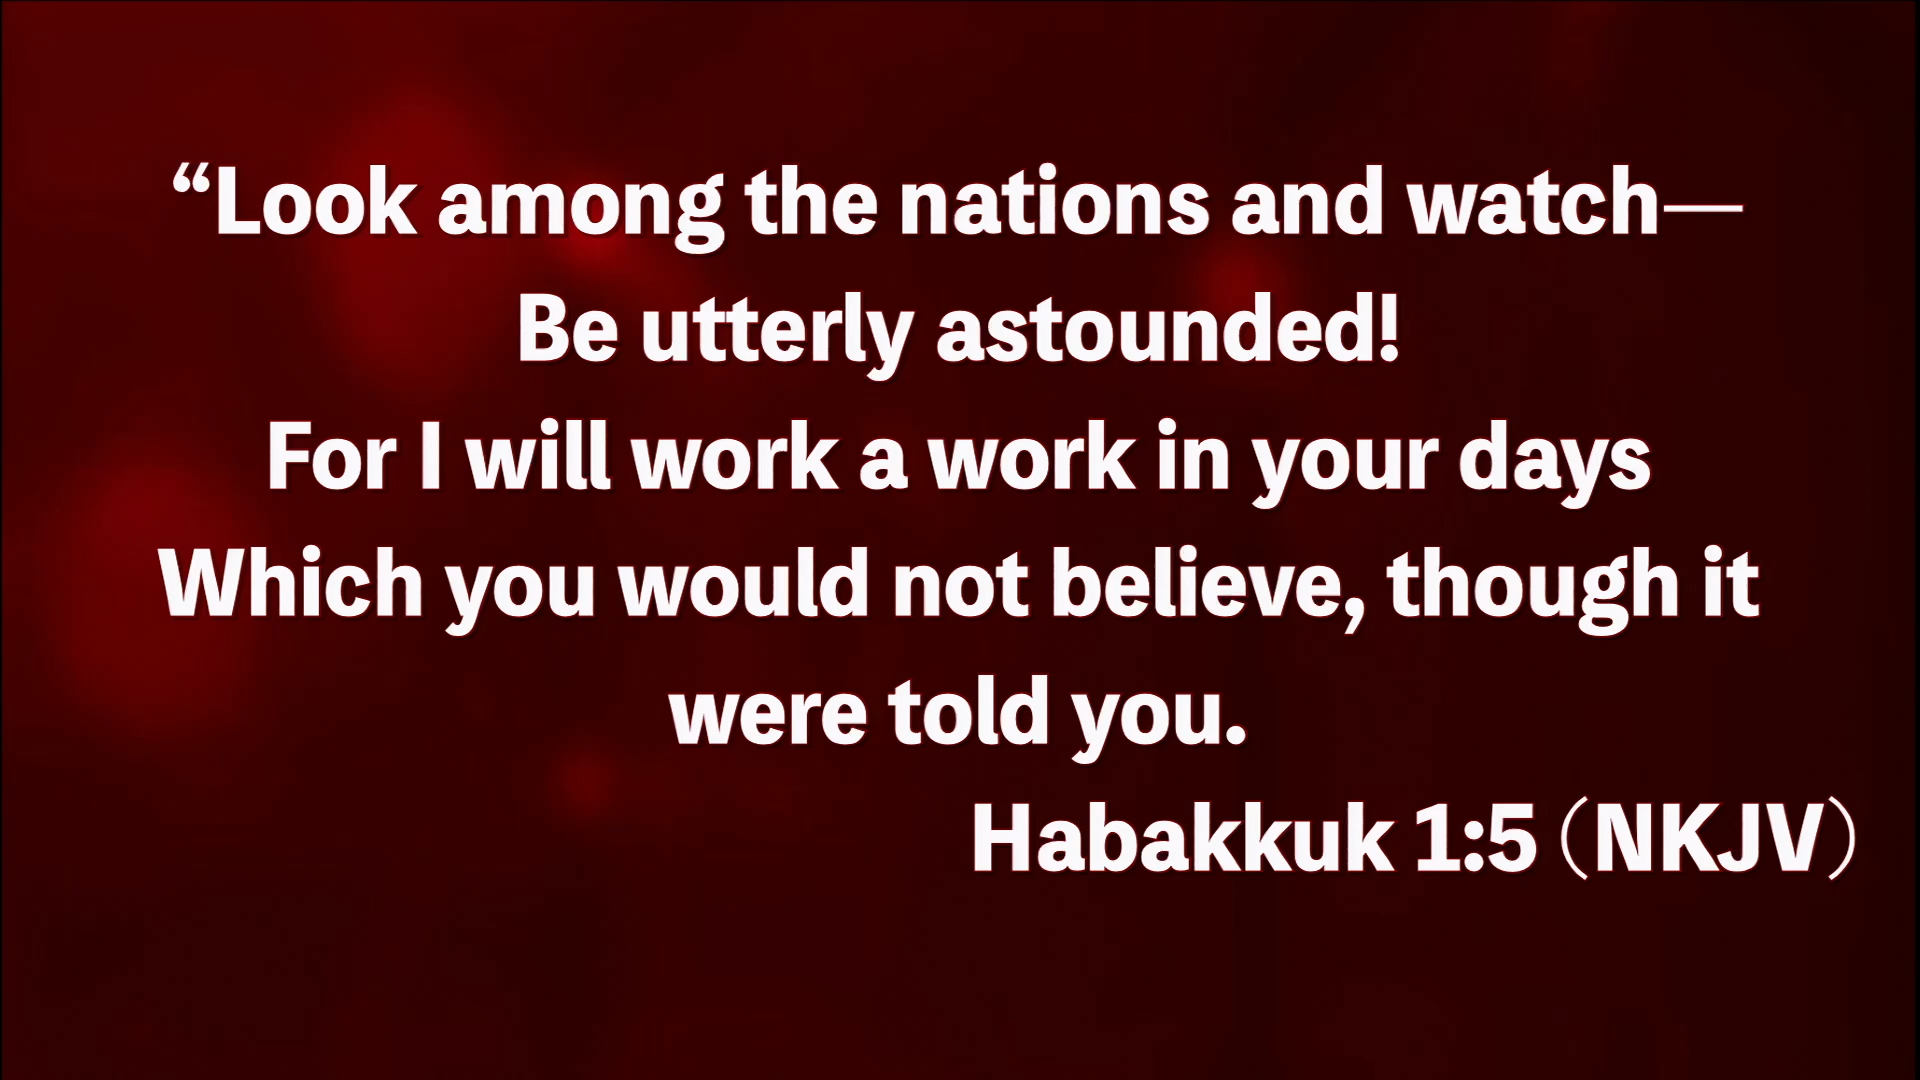 “Look among the nations and watch—
Be utterly astounded!
For I will work a work in your days
Which you would not believe, though it
were told you.
Habakkuk 1:5 (NKJV)